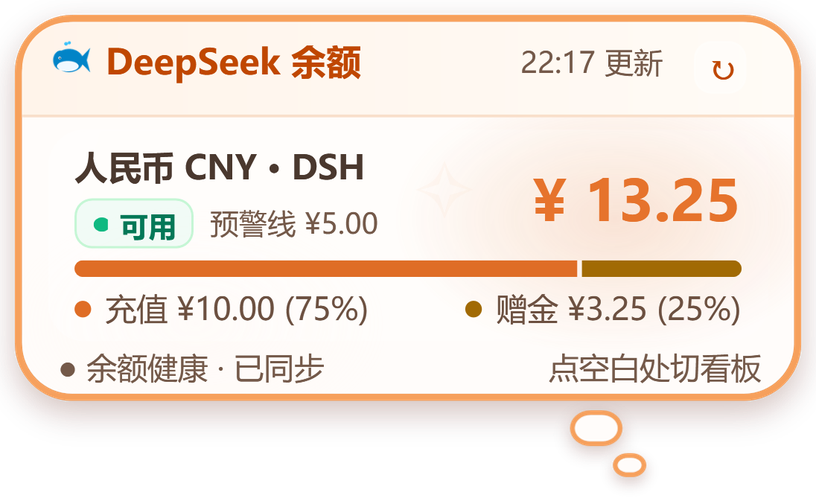 DeepSeek 余额 22:17 更新 ↻
人民币 CNY • DSH
¥ 13.25
可用 预警线 ¥5.00
充值 ¥10.00 (75%) 赠金 ¥3.25 (25%)
余额健康 · 已同步 点空白处切看板